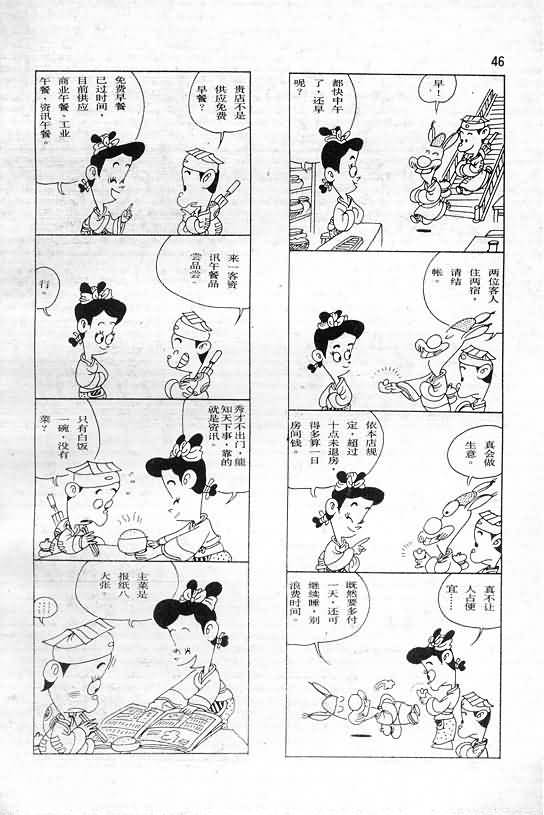 46
早！
都快中午
了，还早
呢？
两位客人
住两宿，
请结
帐。
真会做
生意。
依本店规
定，超过
十点未退房，
得多算一日
房间钱。
真不让
人占便
宜……
既然要多付
一天，还可
继续睡，别
浪费时间。
贵店不是
供应免费
早餐？
免费早餐
已过时间，
目前供应
商业午餐、工业
午餐、资讯午餐。
来一客资
讯午餐品
尝品尝。
行。
秀才不出门，能
知天下事，靠的
就是资讯。
只有白饭
一碗，没有
菜？
主菜是
报纸八
大张。
……